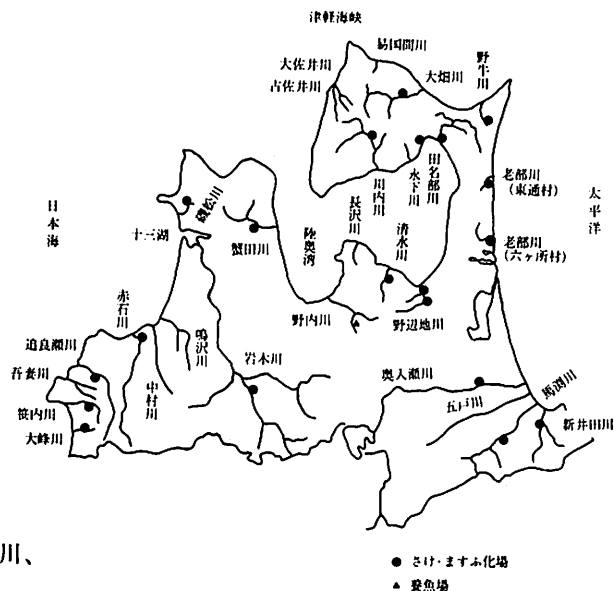 津軽海峡
易国間川
大佐井川
古佐井川
大畑川
野牛川
老部川
(東通村)
太平洋
老部川
(六ヶ所村)
田名部川
水下川
川内川
長沢川
清水川
陸奥湾
日本海
磯松川
十三湖
蟹田川
野内川
野辺地川
赤石川
追良瀬川
吾妻川
笹内川
大峰川
中村川
鳴沢川
岩木川
奥入瀬川
五戸川
馬淵川
新井田川
川、
● さけ・ますふ化場
▲ 養魚場